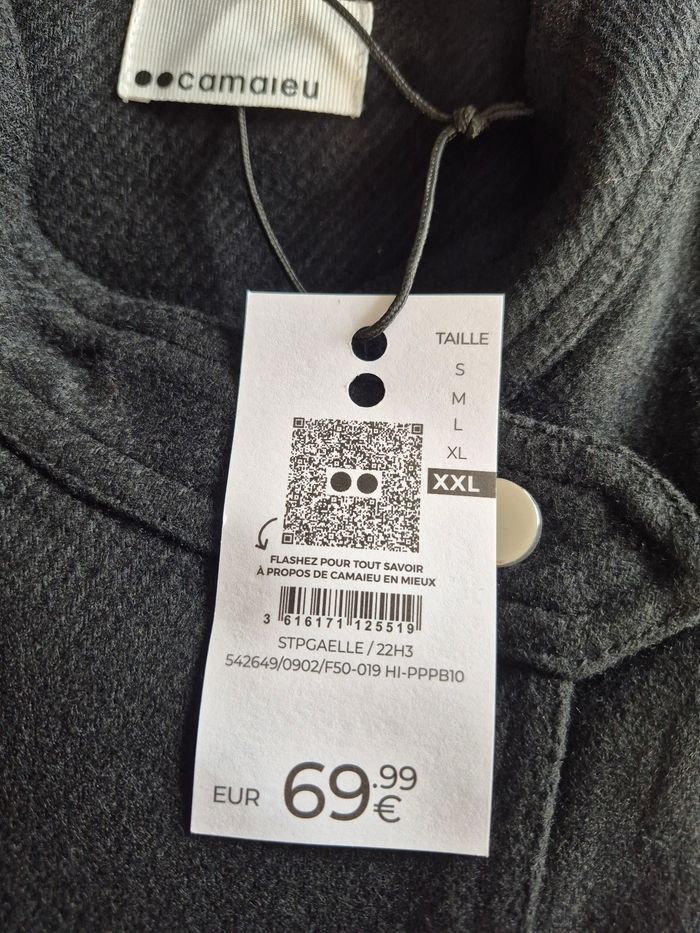 camaieu
TAILLE
S
M
L
XL
XXL
FLASHEZ POUR TOUT SAVOIR
À PROPOS DE CAMAIEU EN MIEUX
3 616171 125519
STPGAELLE / 22H3
542649/0902/F50-019 HI-PPPB10
EUR 69.99 €